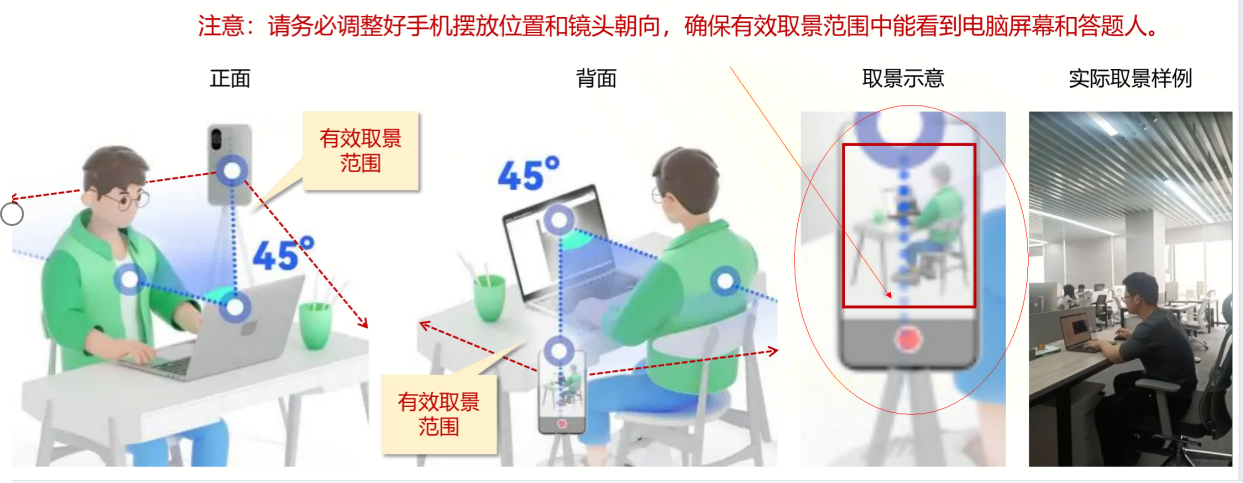 注意：请务必调整好手机摆放位置和镜头朝向，确保有效取景范围中能看到电脑屏幕和答题人。
正面
背面
取景示意
实际取景样例
有效取景
范围
45°
45°
有效取景
范围